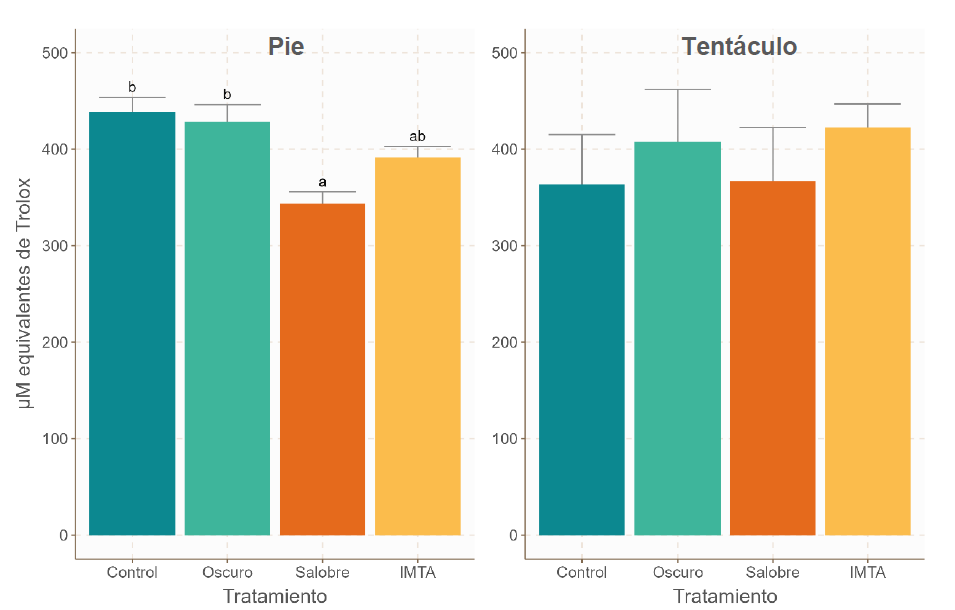 Pie
Tentáculo
μM equivalentes de Trolox
500
400
300
200
100
0
b
b
a
ab
Control
Oscuro
Salobre
IMTA
Tratamiento
500
400
300
200
100
0
Control
Oscuro
Salobre
IMTA
Tratamiento